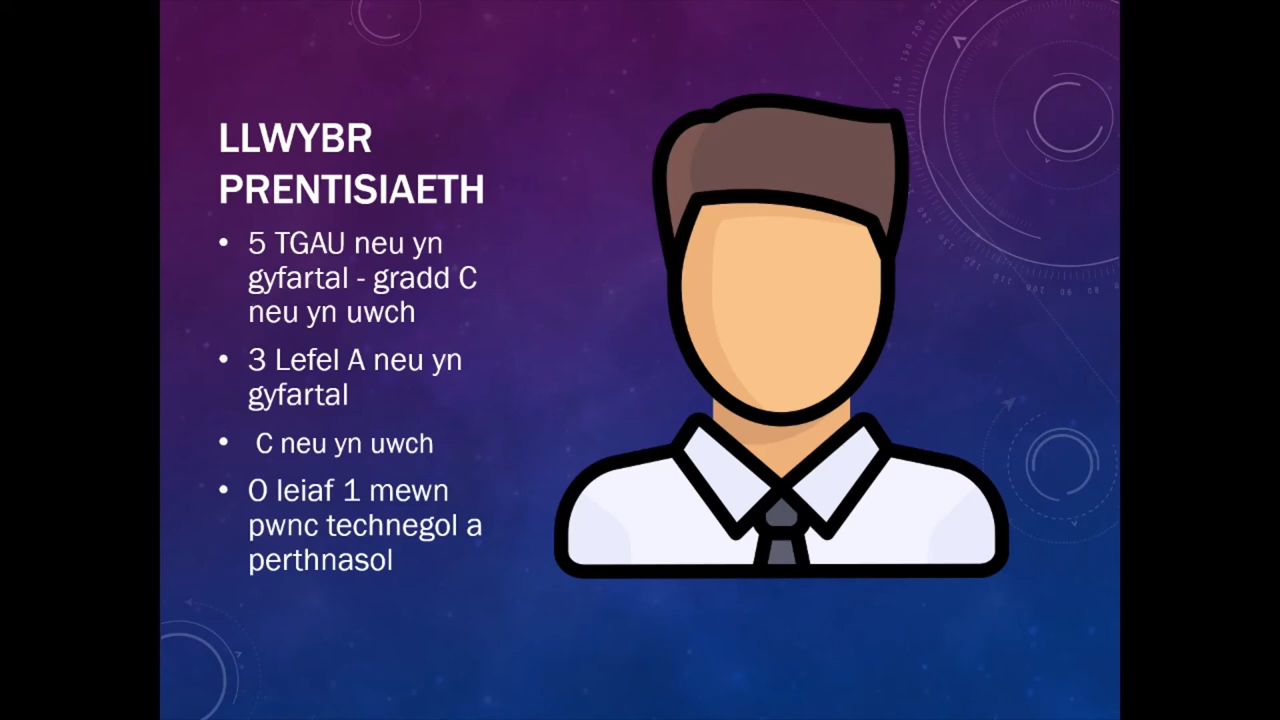 LLWYBR
PRENTISIAETH
• 5 TGAU neu yn
gyfartal - gradd C
neu yn uwch
• 3 Lefel A neu yn
gyfartal
• C neu yn uwch
• O leiaf 1 mewn
pwnc technegol a
perthnasol